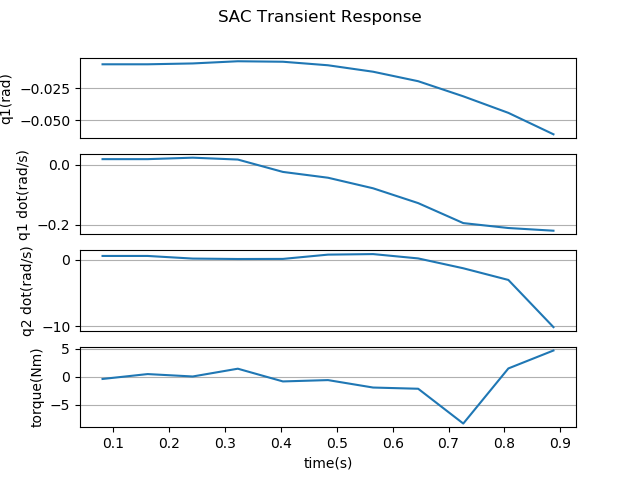 SAC Transient Response
q1(rad)
−0.025
−0.050
q1 dot(rad/s)
0.0
−0.2
q2 dot(rad/s)
0
−10
torque(Nm)
5
0
−5
0.1 0.2 0.3 0.4 0.5 0.6 0.7 0.8 0.9
time(s)